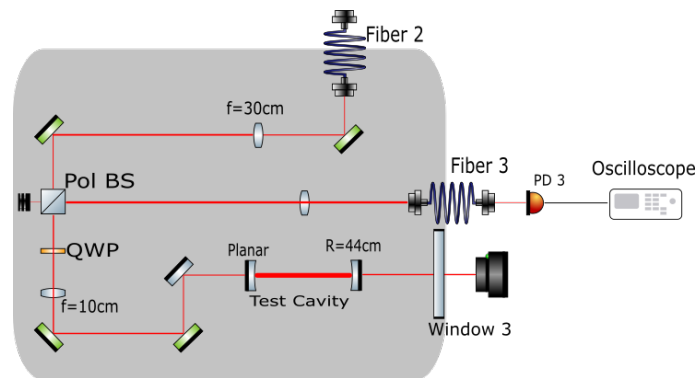 Fiber 2
f=30cm
Fiber 3
PD 3
Oscilloscope
Pol BS
QWP
Planar
R=44cm
f=10cm
Test Cavity
Window 3